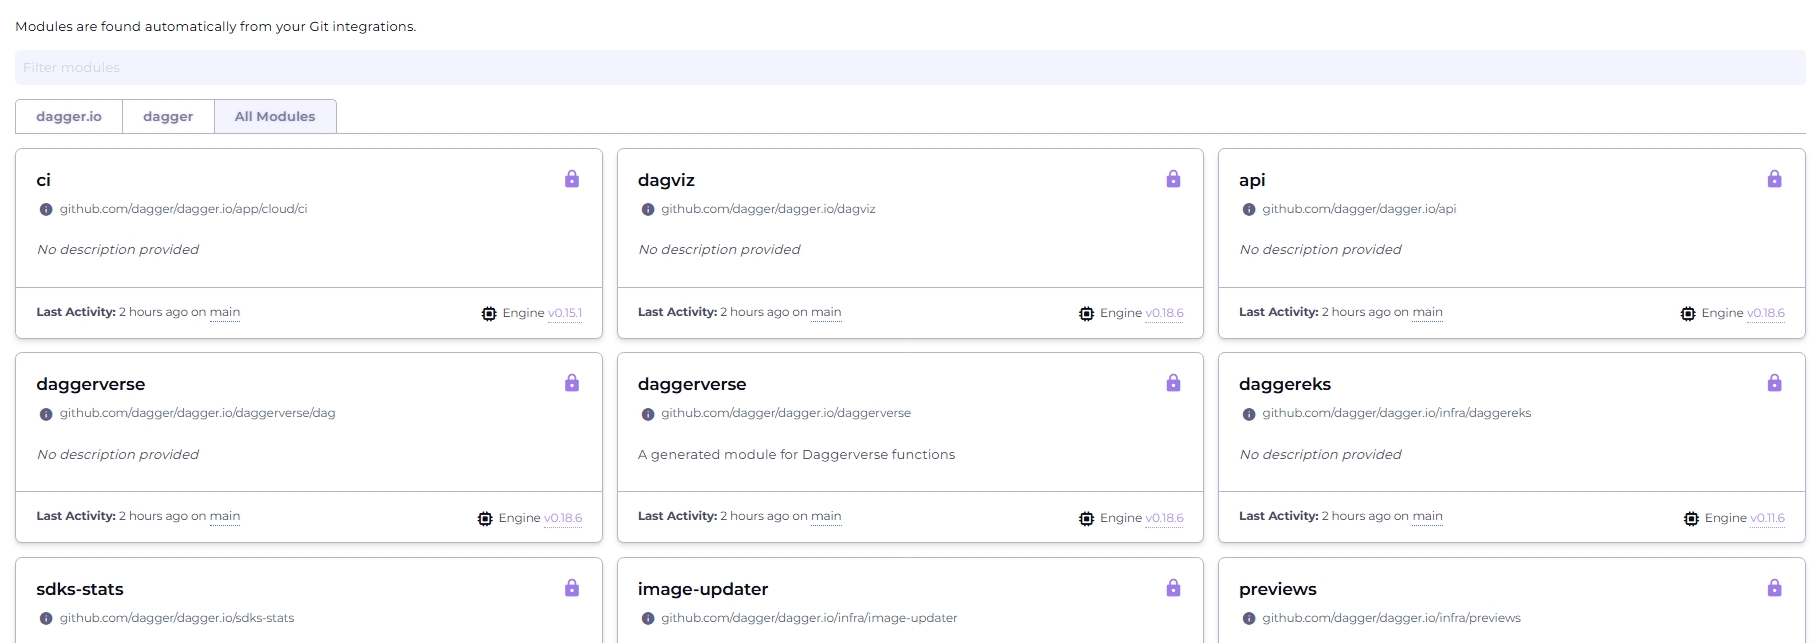 Modules are found automatically from your Git integrations.
Filter modules
dagger.io
dagger
All Modules
ci
github.com/dagger/dagger.io/app/cloud/ci
No description provided
Last Activity: 2 hours ago on main
Engine v0.15.1
dagviz
github.com/dagger/dagger.io/dagviz
No description provided
Last Activity: 2 hours ago on main
Engine v0.18.6
api
github.com/dagger/dagger.io/api
No description provided
Last Activity: 2 hours ago on main
Engine v0.18.6
daggerverse
github.com/dagger/dagger.io/daggerverse/dag
No description provided
Last Activity: 2 hours ago on main
Engine v0.18.6
daggerverse
github.com/dagger/dagger.io/daggerverse
A generated module for Daggerverse functions
Last Activity: 2 hours ago on main
Engine v0.18.6
daggereks
github.com/dagger/dagger.io/infra/daggereks
No description provided
Last Activity: 2 hours ago on main
Engine v0.11.6
sdks-stats
github.com/dagger/dagger.io/sdks-stats
image-updater
github.com/dagger/dagger.io/infra/image-updater
previews
github.com/dagger/dagger.io/infra/previews